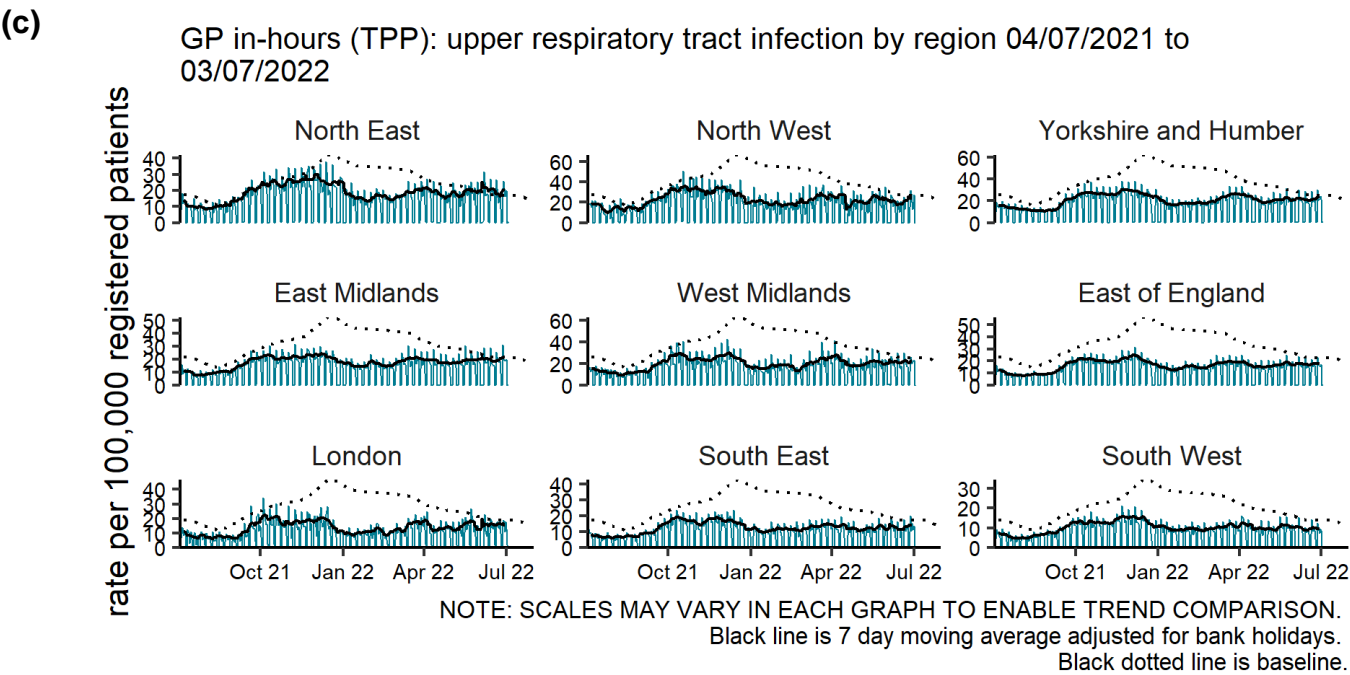 (c)
GP in-hours (TPP): upper respiratory tract infection by region 04/07/2021 to
03/07/2022
rate per 100,000 registered patients
North East
40
30
20
10
0
North West
60
40
20
0
Yorkshire and Humber
60
40
20
0
East Midlands
50
40
30
20
10
0
West Midlands
60
40
20
0
East of England
50
40
30
20
10
0
London
40
30
20
10
0
Oct 21 Jan 22 Apr 22 Jul 22
South East
40
30
20
10
0
Oct 21 Jan 22 Apr 22 Jul 22
South West
30
20
10
0
Oct 21 Jan 22 Apr 22 Jul 22
NOTE: SCALES MAY VARY IN EACH GRAPH TO ENABLE TREND COMPARISON.
Black line is 7 day moving average adjusted for bank holidays.
Black dotted line is baseline.